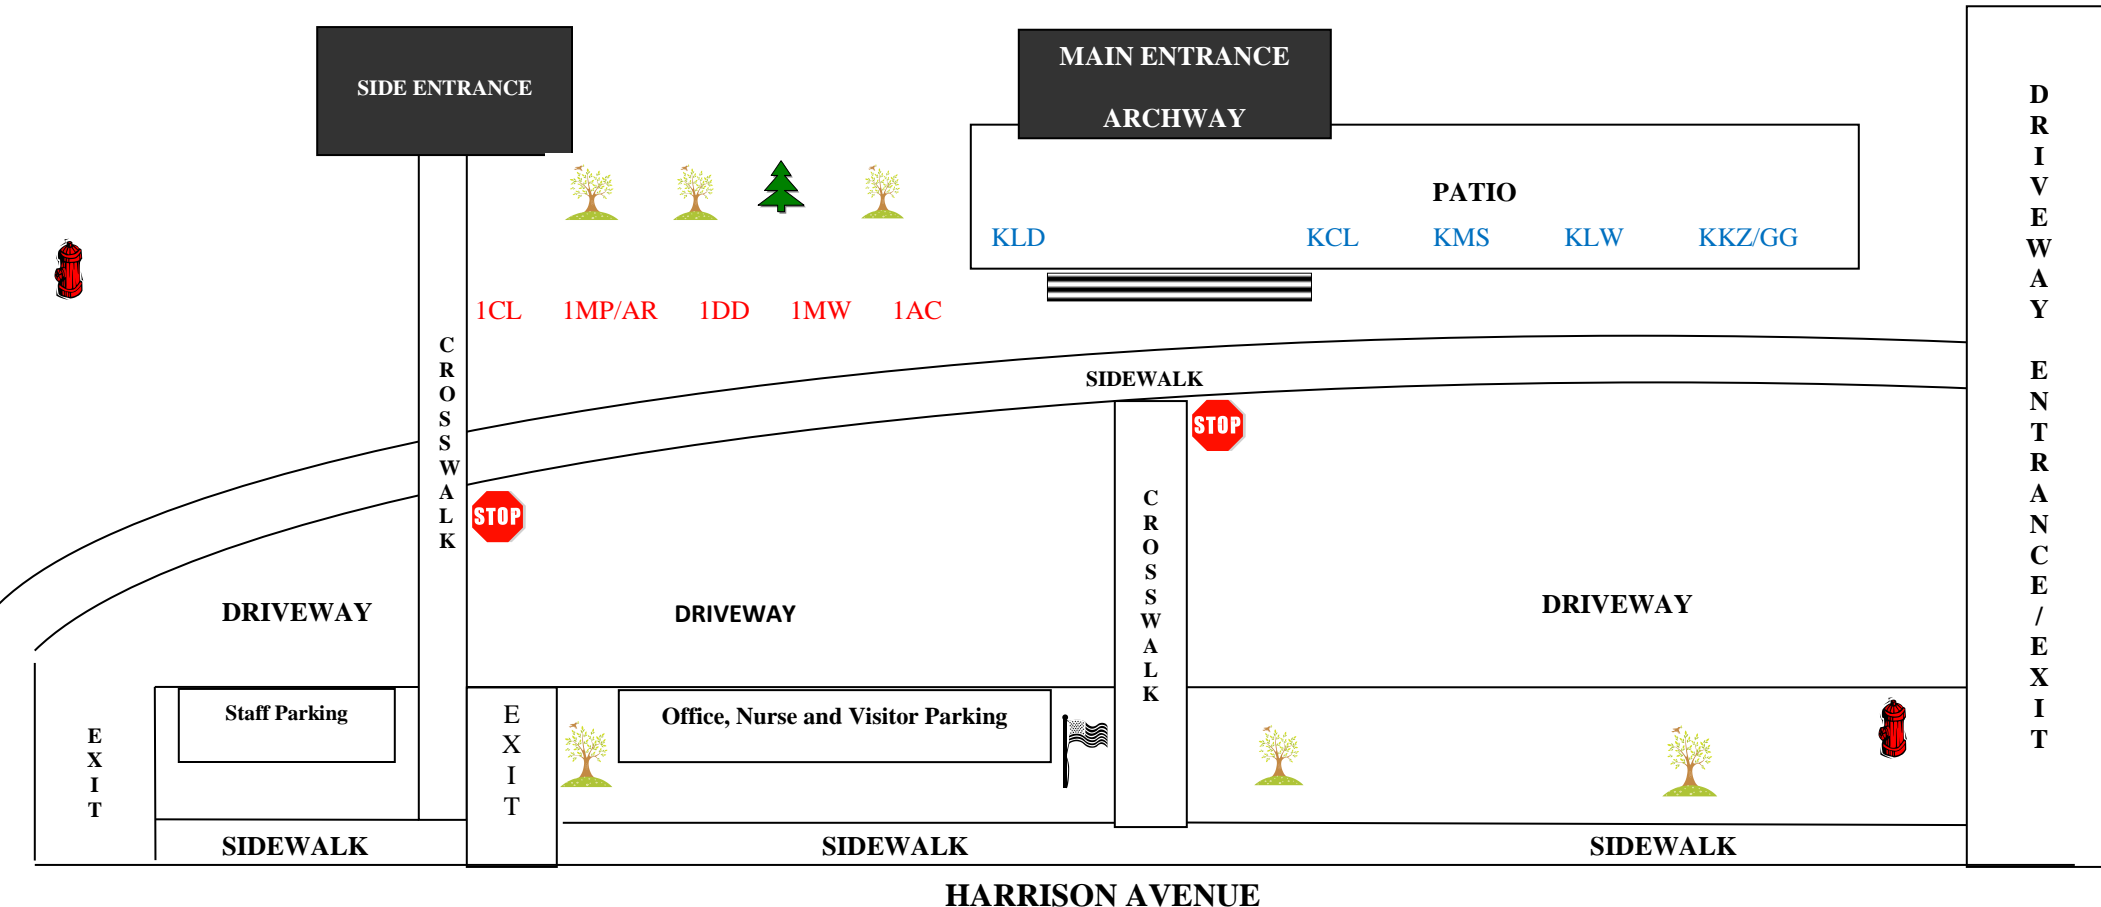 SIDE ENTRANCE
MAIN ENTRANCE
ARCHWAY
PATIO
KLD KCL KMS KLW KKZ/GG
1CL 1MP/AR 1DD 1MW 1AC
SIDEWALK
CROSSWALK
STOP
STOP
CROSSWALK
DRIVEWAY ENTRANCE/EXIT
DRIVEWAY
DRIVEWAY
DRIVEWAY
EXIT
Staff Parking
EXIT
Office, Nurse and Visitor Parking
SIDEWALK
SIDEWALK
SIDEWALK
HARRISON AVENUE